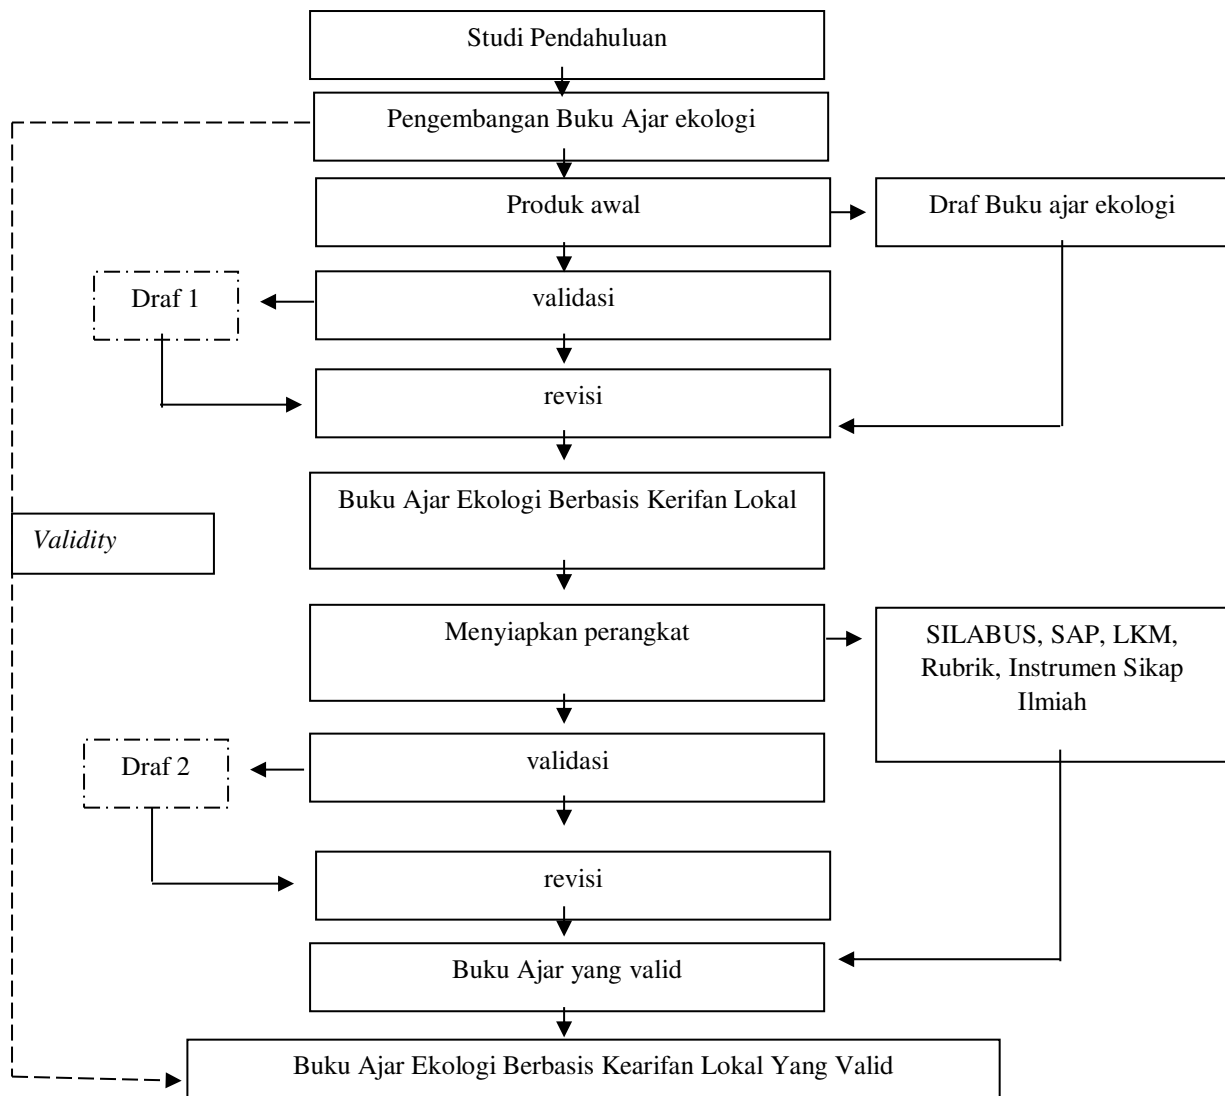 Studi Pendahuluan
Pengembangan Buku Ajar ekologi
Produk awal
Draf Buku ajar ekologi
Draf 1
validasi
revisi
Buku Ajar Ekologi Berbasis Kerifan Lokal
Validity
Menyiapkan perangkat
SILABUS, SAP, LKM,
Rubrik, Instrumen Sikap
Ilmiah
Draf 2
validasi
revisi
Buku Ajar yang valid
Buku Ajar Ekologi Berbasis Kearifan Lokal Yang Valid